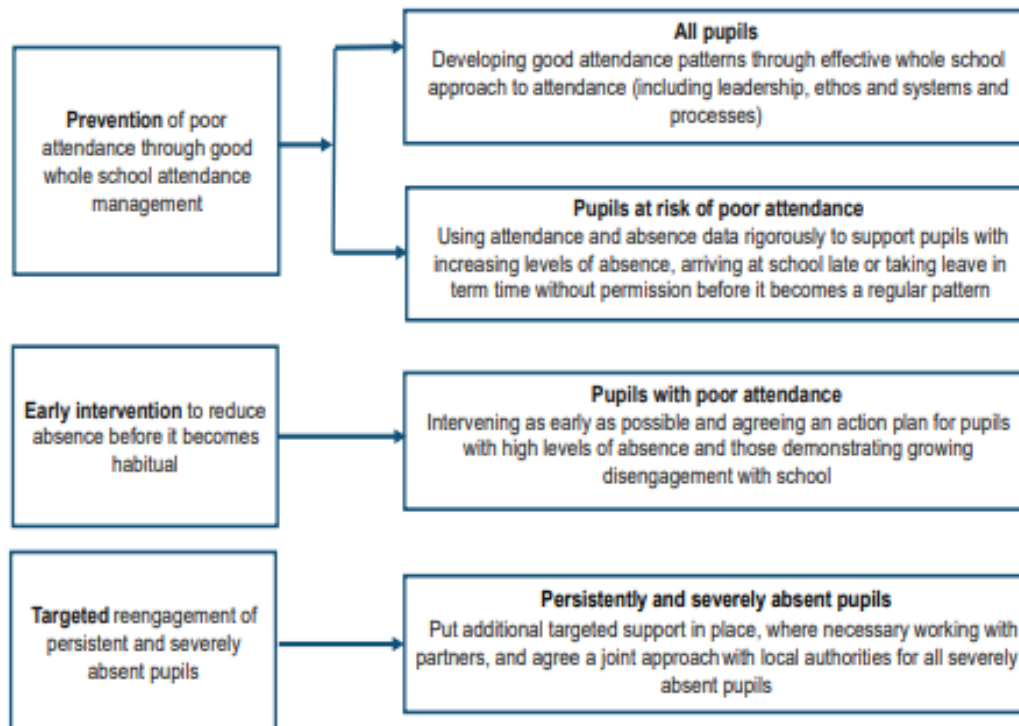 Prevention of poor
attendance through good
whole school attendance
management
All pupils
Developing good attendance patterns through effective whole school
approach to attendance (including leadership, ethos and systems and
processes)
Pupils at risk of poor attendance
Using attendance and absence data rigorously to support pupils with
increasing levels of absence, arriving at school late or taking leave in
term time without permission before it becomes a regular pattern
Early intervention to reduce
absence before it becomes
habitual
Pupils with poor attendance
Intervening as early as possible and agreeing an action plan for pupils
with high levels of absence and those demonstrating growing
disengagement with school
Targeted reengagement of
persistent and severely
absent pupils
Persistently and severely absent pupils
Put additional targeted support in place, where necessary working with
partners, and agree a joint approach with local authorities for all severely
absent pupils